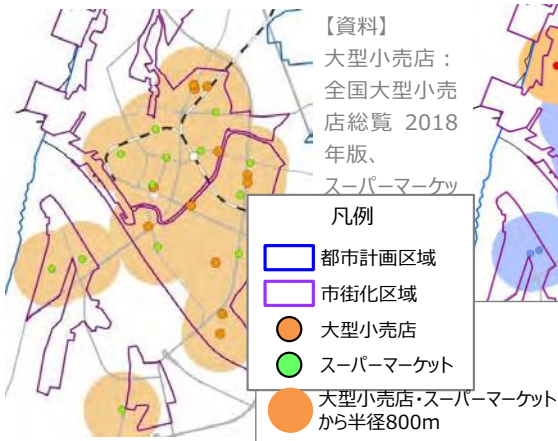 【資料】
大型小売店：
全国大型小売
店総覧 2018
年版、
スーパーマーケッ
凡例
都市計画区域
市街化区域
大型小売店
スーパーマーケット
大型小売店・スーパーマーケット
から半径800m